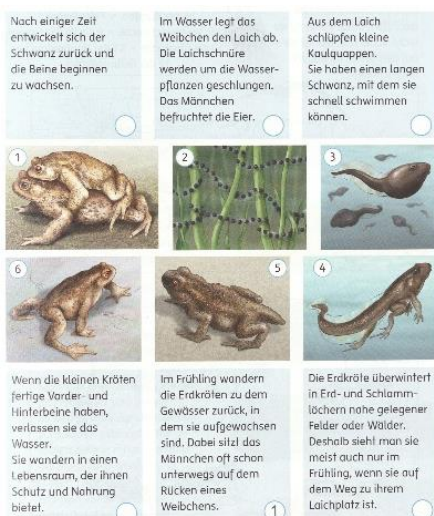 Nach einiger Zeit
entwickelt sich der
Schwanz zurück und
die Beine beginnen
zu wachsen.
Im Wasser legt das
Weibchen den Laich ab.
Die Laichschnüre
werden um die Wasser-
pflanzen geschlungen.
Das Männchen
befruchtet die Eier.
Aus dem Laich
schlüpfen kleine
Kaulquappen.
Sie haben einen langen
Schwanz, mit dem sie
schnell schwimmen
können.
1
2
3
6
5
4
Wenn die kleinen Kröten
fertige Vorder- und
Hinterbeine haben,
verlassen sie das
Wasser.
Sie wandern in einen
Lebensraum, der ihnen
Schutz und Nahrung
bietet.
Im Frühling wandern
die Erdkröten zu dem
Gewässer zurück, in
dem sie aufgewachsen
sind. Dabei sitzt das
Männchen oft schon
unterwegs auf dem
Rücken eines
Weibchens.
1
Die Erdkröte überwintert
in Erd- und Schlamm-
löchern nahe gelegener
Felder oder Wälder.
Deshalb sieht man sie
meist auch nur im
Frühling, wenn sie auf
dem Weg zu ihrem
Laichplatz ist.